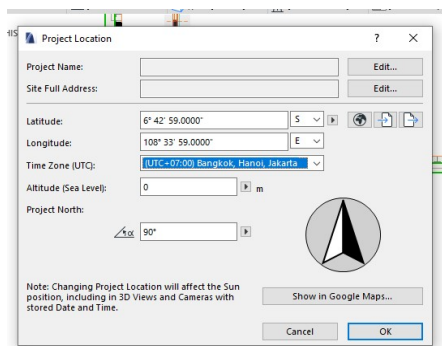 Project Location
?
Project Name:
Edit...
Site Full Address:
Edit...
Latitude:
6° 42' 59.0000"
S
Longitude:
108° 33' 59.0000"
E
Time Zone (UTC):
(UTC+07:00) Bangkok, Hanoi, Jakarta
Altitude (Sea Level):
0
m
Project North:
α
90°
Note: Changing Project Location will affect the Sun
position, including in 3D Views and Cameras with
stored Date and Time.
Show in Google Maps...
Cancel
OK